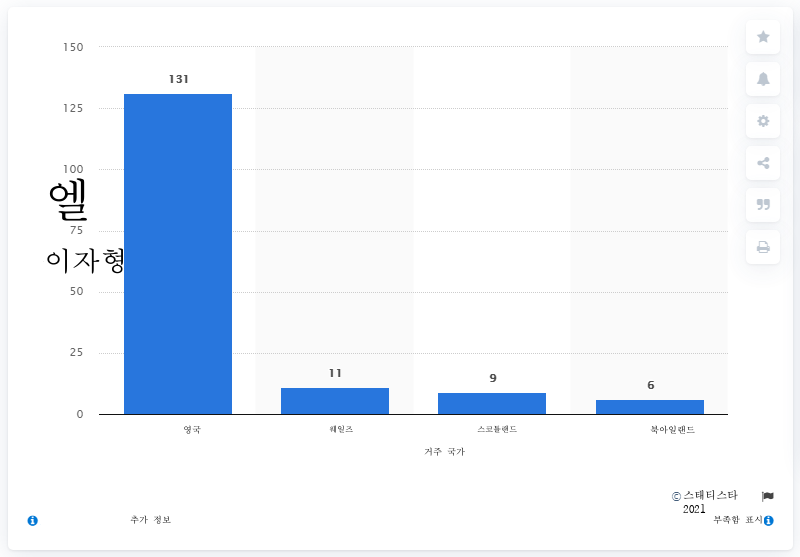 150
131
125
100
엘
75
이자형
50
25
11
9
6
0
영국
웨일즈
스코틀랜드
북아일랜드
거주 국가
© 스태티스타
2021
추가 정보
부족함 표시